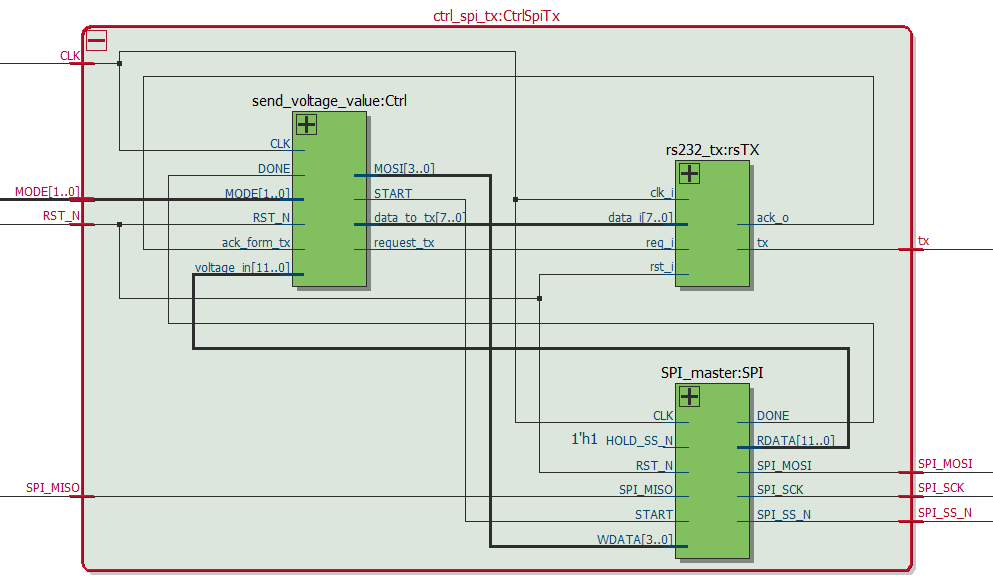 ctrl_spi_tx:CtrlSpiTx
CLK
MODE[1..0]
RST_N
SPI_MISO
send_voltage_value:Ctrl
CLK
DONE
MODE[1..0]
RST_N
ack_form_tx
voltage_in[11..0]
MOSI[3..0]
START
data_to_tx[7..0]
request_tx
rs232_tx:rsTX
clk_i
data_i[7..0]
req_i
rst_i
ack_o
tx
SPI_master:SPI
CLK
1'h1 HOLD_SS_N
RST_N
SPI_MISO
START
WDATA[3..0]
DONE
RDATA[11..0]
SPI_MOSI
SPI_SCK
SPI_SS_N
tx
SPI_MOSI
SPI_SCK
SPI_SS_N